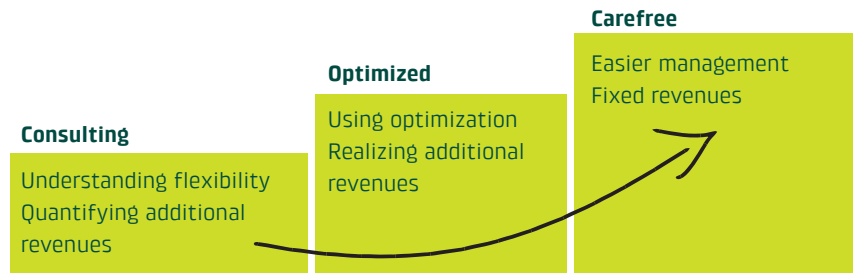 Consulting
Understanding flexibility
Quantifying additional
revenues
Optimized
Using optimization
Realizing additional
revenues
Carefree
Easier management
Fixed revenues